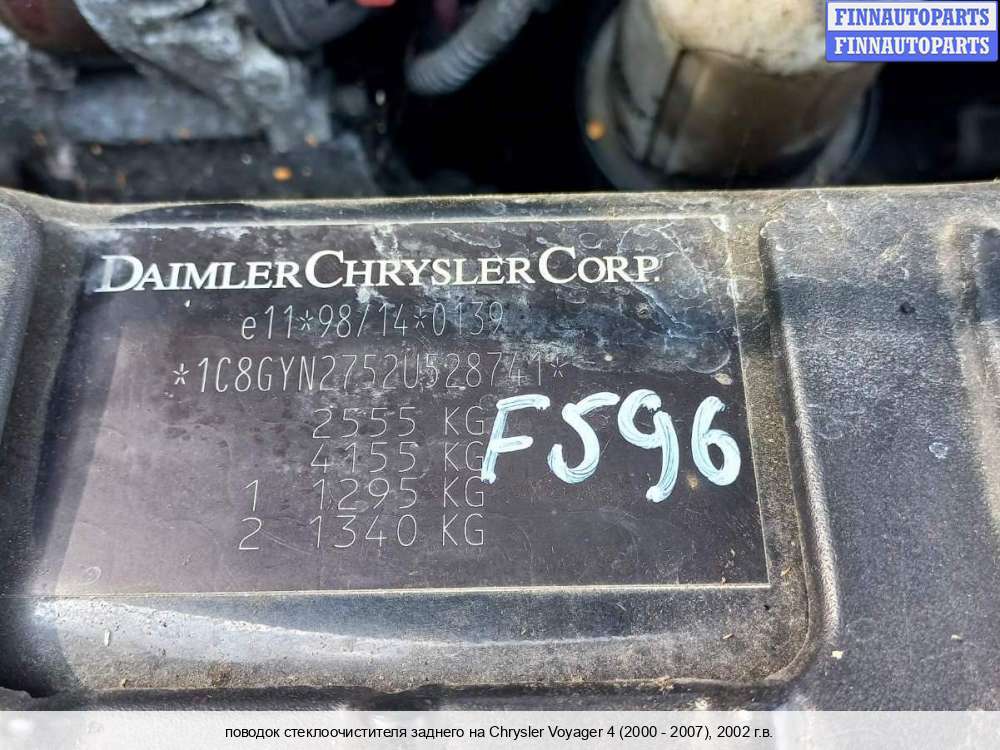 FINNAUTOPARTS
FINNAUTOPARTS
DAIMLERCHRYSLER CORP.
e11*98/14*0139
*1C8GYN2752U528741*
2555 KG
4155 KG
1 1295 KG
2 1340 KG
F596
поводок стеклоочистителя заднего на Chrysler Voyager 4 (2000 - 2007), 2002 г.в.